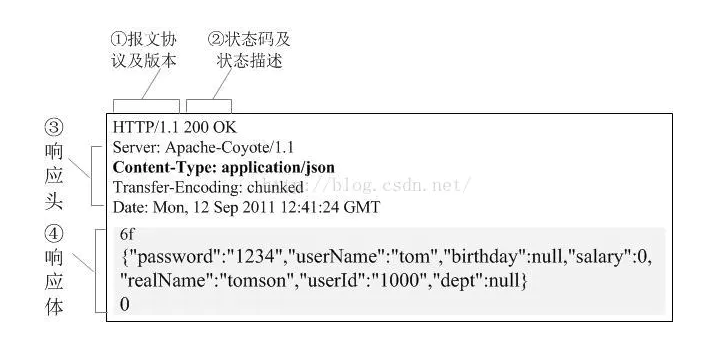 ①报文协
议及版本
②状态码及
状态描述
③
响
应
头
HTTP/1.1 200 OK
Server: Apache-Coyote/1.1
Content-Type: application/json
Transfer-Encoding: chunked
http://blog.csdn.net/
Date: Mon, 12 Sep 2011 12:41:24 GMT
④
响
应
体
6f
{"password":"1234","userName":"tom","birthday":null,"salary":0,
"realName":"tomson","userId":"1000","dept":null}
0